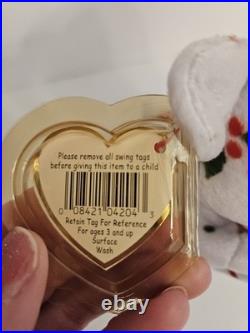 Please remove all swing tags
before giving this item to a child
0 08421 04204 3
Retain Tag For Reference
For ages 3 and up
Surface
Wash